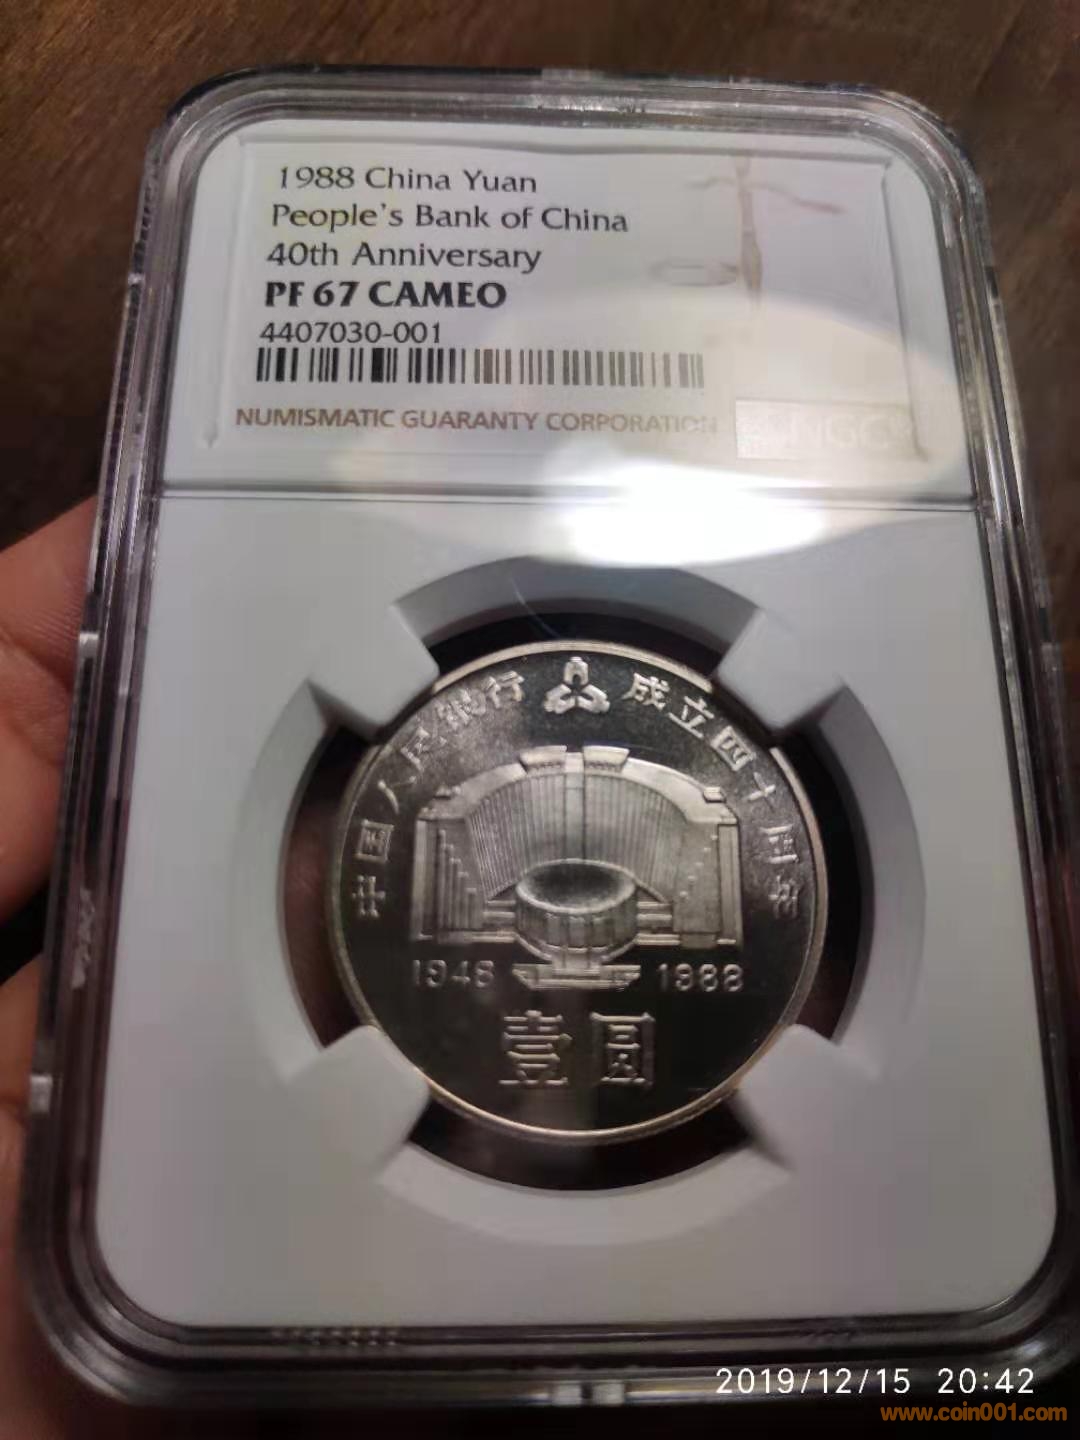 1988 China Yuan
People's Bank of China
40th Anniversary
PF 67 CAMEO
4407030-001
NUMISMATIC GUARANTY CORPORATION
NGC
中国人民银行 成立四十周年
1948 1988
壹圆
2019/12/15 20:42
www.coin001.com